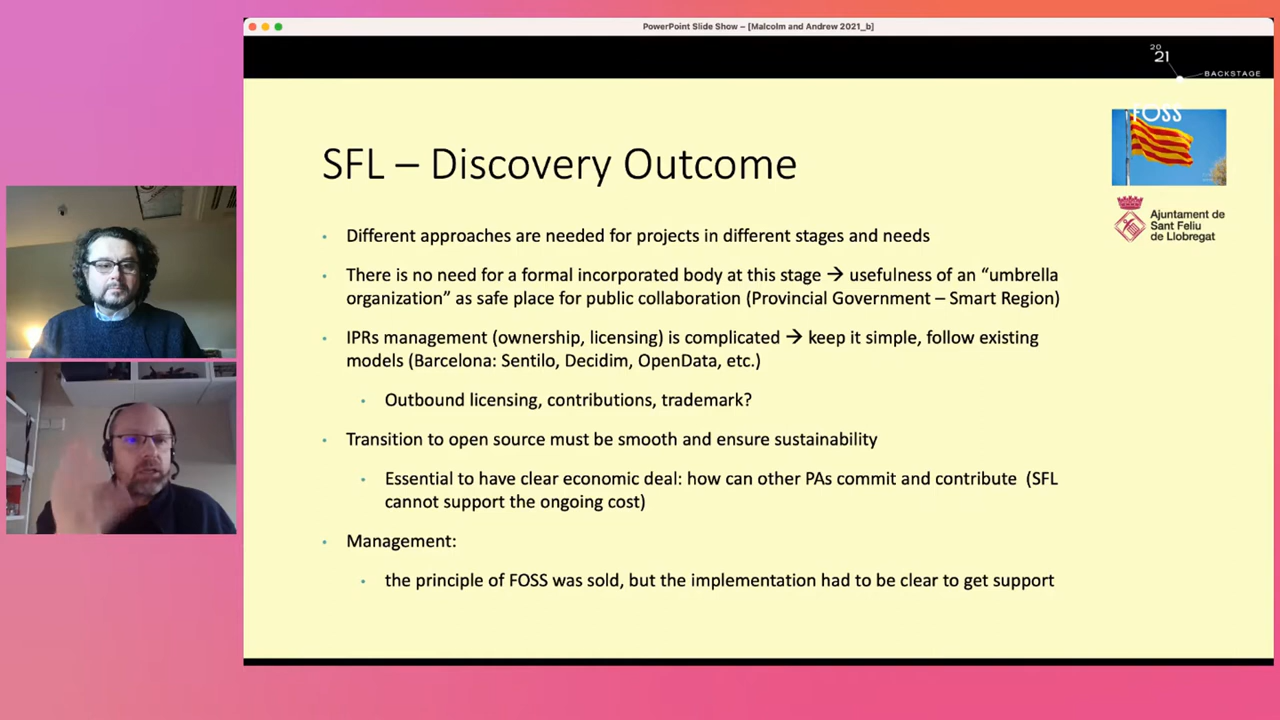 PowerPoint Slide Show – [Malcolm and Andrew 2021_b]
20
21
BACKSTAGE
FOSS
SFL – Discovery Outcome
Ajuntament de
Sant Feliu
de Llobregat
• Different approaches are needed for projects in different stages and needs
• There is no need for a formal incorporated body at this stage → usefulness of an “umbrella
organization” as safe place for public collaboration (Provincial Government – Smart Region)
• IPRs management (ownership, licensing) is complicated → keep it simple, follow existing
models (Barcelona: Sentilo, Decidim, OpenData, etc.)
• Outbound licensing, contributions, trademark?
• Transition to open source must be smooth and ensure sustainability
• Essential to have clear economic deal: how can other PAs commit and contribute (SFL
cannot support the ongoing cost)
• Management:
• the principle of FOSS was sold, but the implementation had to be clear to get support